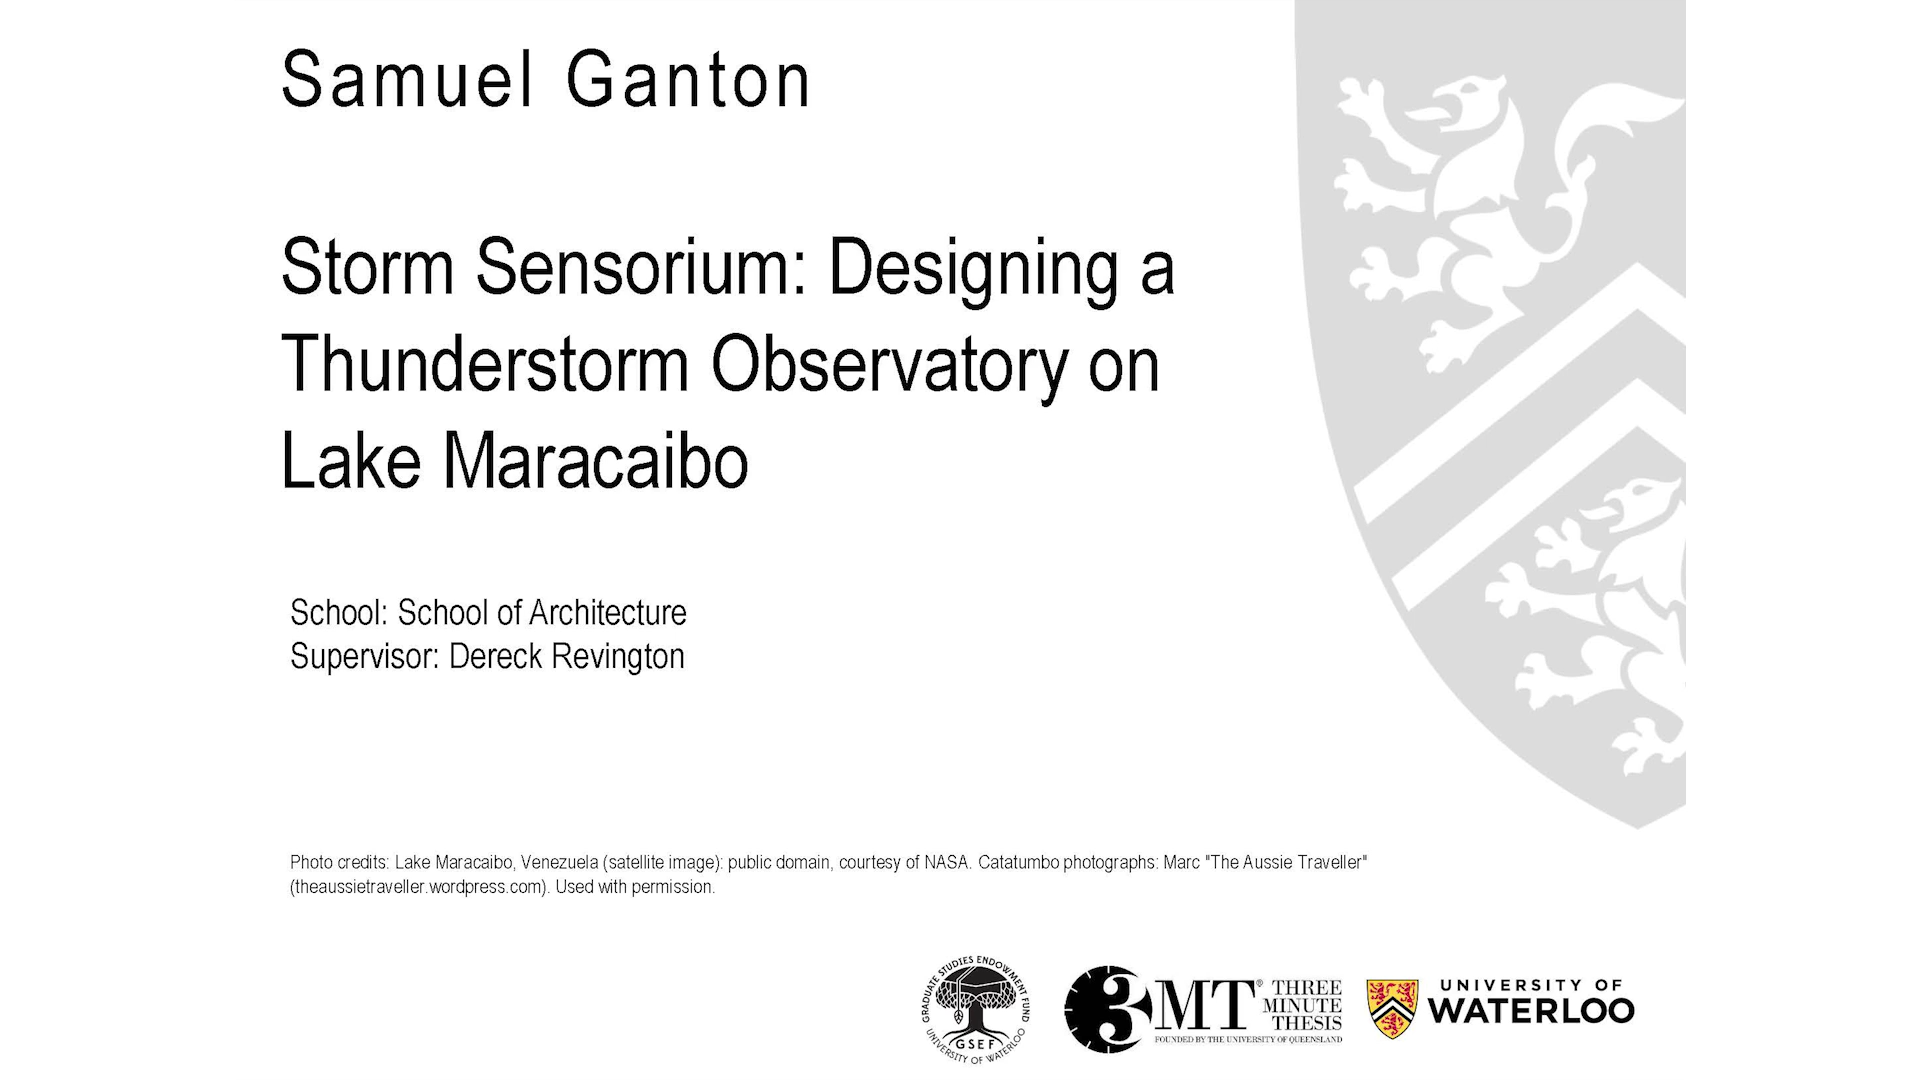 Samuel Ganton
Storm Sensorium: Designing a
Thunderstorm Observatory on
Lake Maracaibo
School: School of Architecture
Supervisor: Dereck Revington
Photo credits: Lake Maracaibo, Venezuela (satellite image): public domain, courtesy of NASA. Catatumbo photographs: Marc "The Aussie Traveller"
(theaussietraveller.wordpress.com). Used with permission.
GRADUATE STUDIES ENDOWMENT FUND
GSEF
UNIVERSITY OF WATERLOO
3MT® THREE
MINUTE
THESIS
FOUNDED BY THE UNIVERSITY OF QUEENSLAND
UNIVERSITY OF
WATERLOO